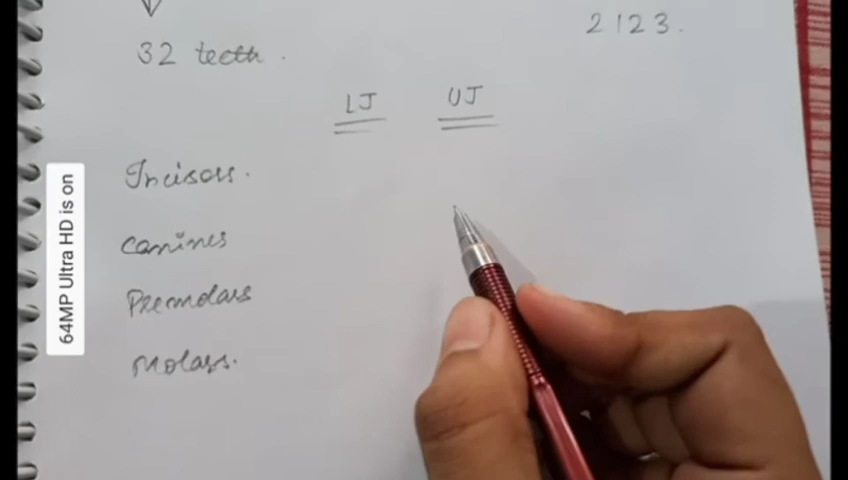 2123.
32 teeth.
LJ UJ
Incisors.
Canines
Premolars
Molars.
64MP Ultra HD is on